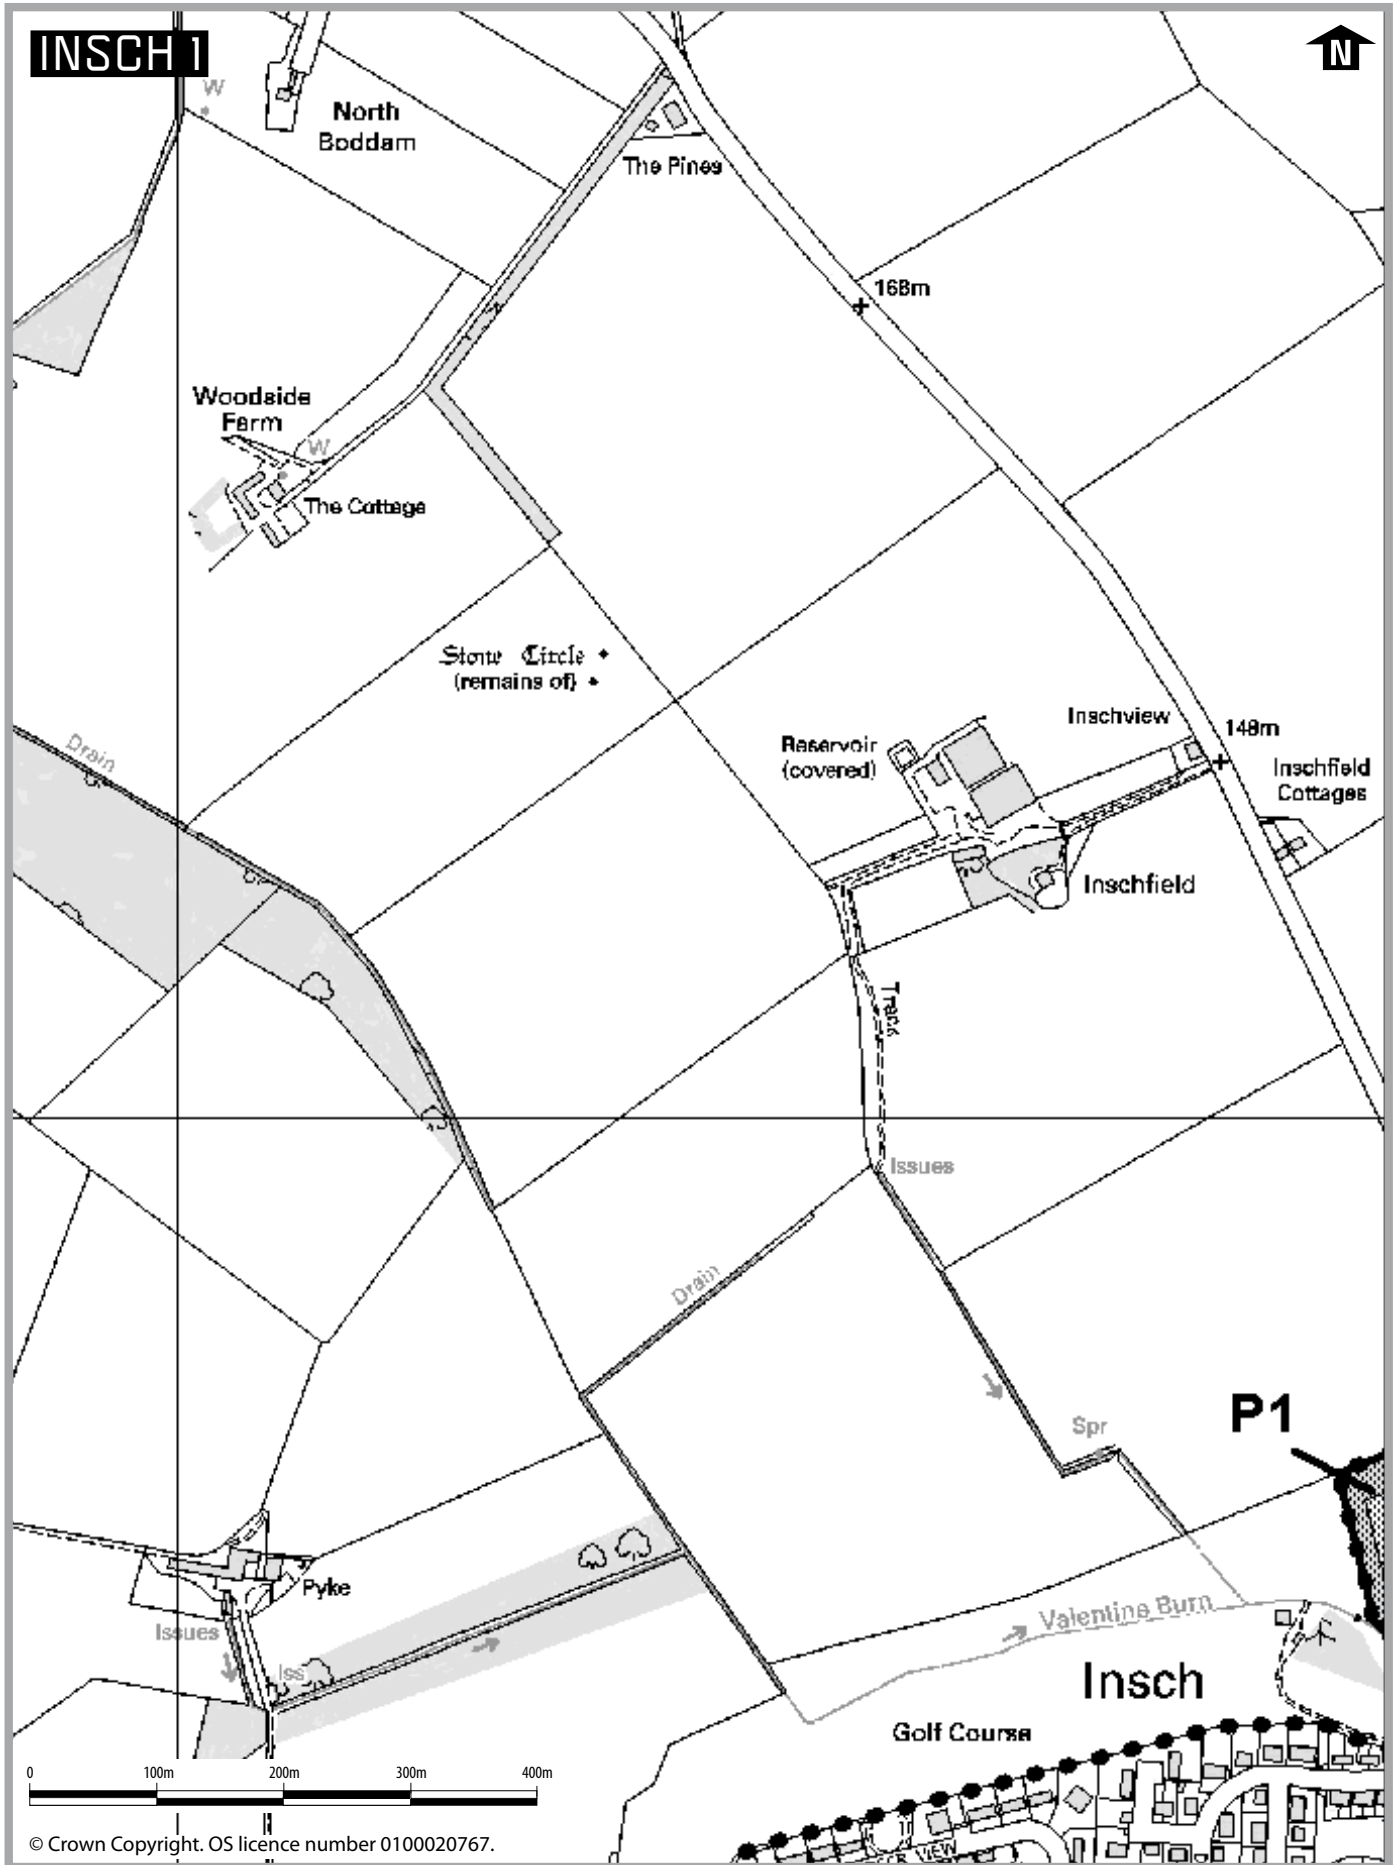 INSCH 1
N
W
North
Boddam
The Pines
168m
Woodside
Farm
W
The Cottage
Stone Circle
(remains of)
Drain
Inschview
149m
Reservoir
(covered)
Inschfield
Cottages
Inschfield
Track
Issues
Drain
P1
Spr
Pyke
Issues
Iss
Valentine Burn
Insch
Golf Course
VIEW
0 100m 200m 300m 400m
© Crown Copyright. OS licence number 0100020767.